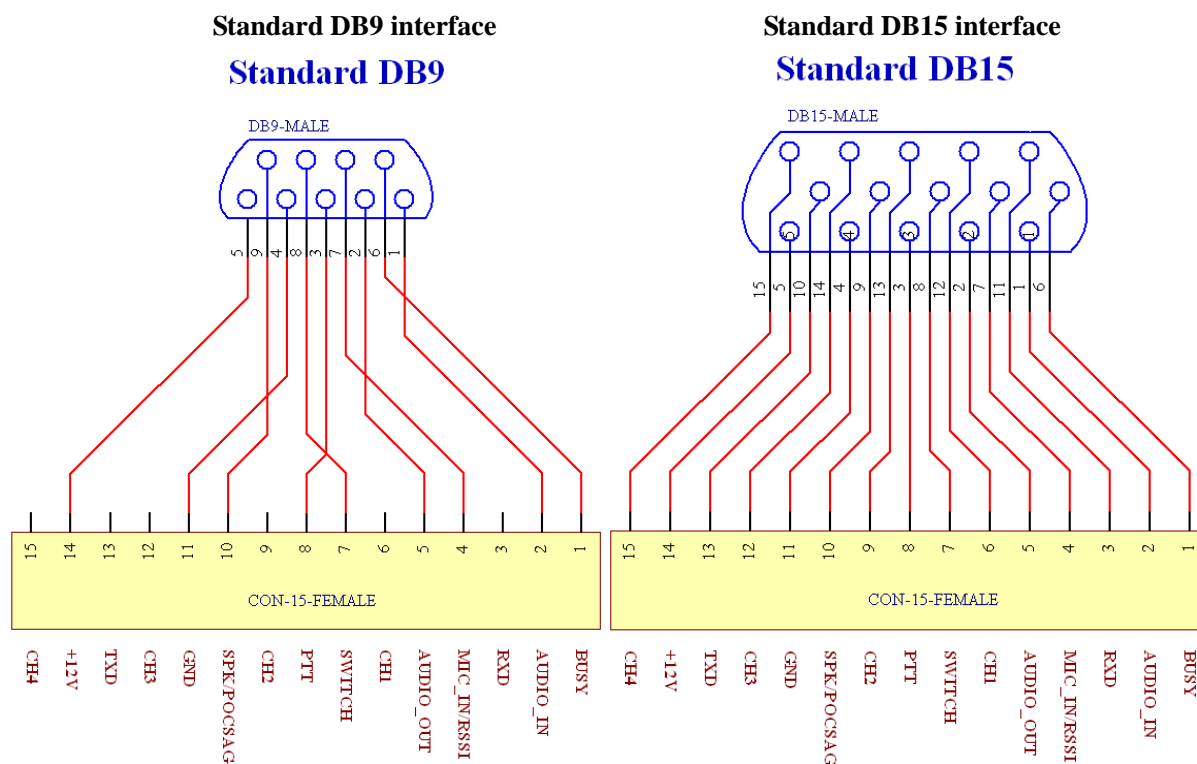 Standard DB9 interface
Standard DB9
DB9-MALE
5 9 4 8 3 7 2 6 1
15 14 13 12 11 10 9 8 7 6 5 4 3 2 1
CON-15-FEMALE
CH4
+12V
TXD
CH3
GND
SPK/POCSAG
CH2
PTT
SWITCH
CH1
AUDIO_OUT
MIC_IN/RSSI
RXD
AUDIO_IN
BUSY
Standard DB15 interface
Standard DB15
DB15-MALE
5 4 3 2 1
15 5 10 14 4 9 13 3 8 12 2 7 11 1 6
15 14 13 12 11 10 9 8 7 6 5 4 3 2 1
CON-15-FEMALE
CH4
+12V
TXD
CH3
GND
SPK/POCSAG
CH2
PTT
SWITCH
CH1
AUDIO_OUT
MIC_IN/RSSI
RXD
AUDIO_IN
BUSY